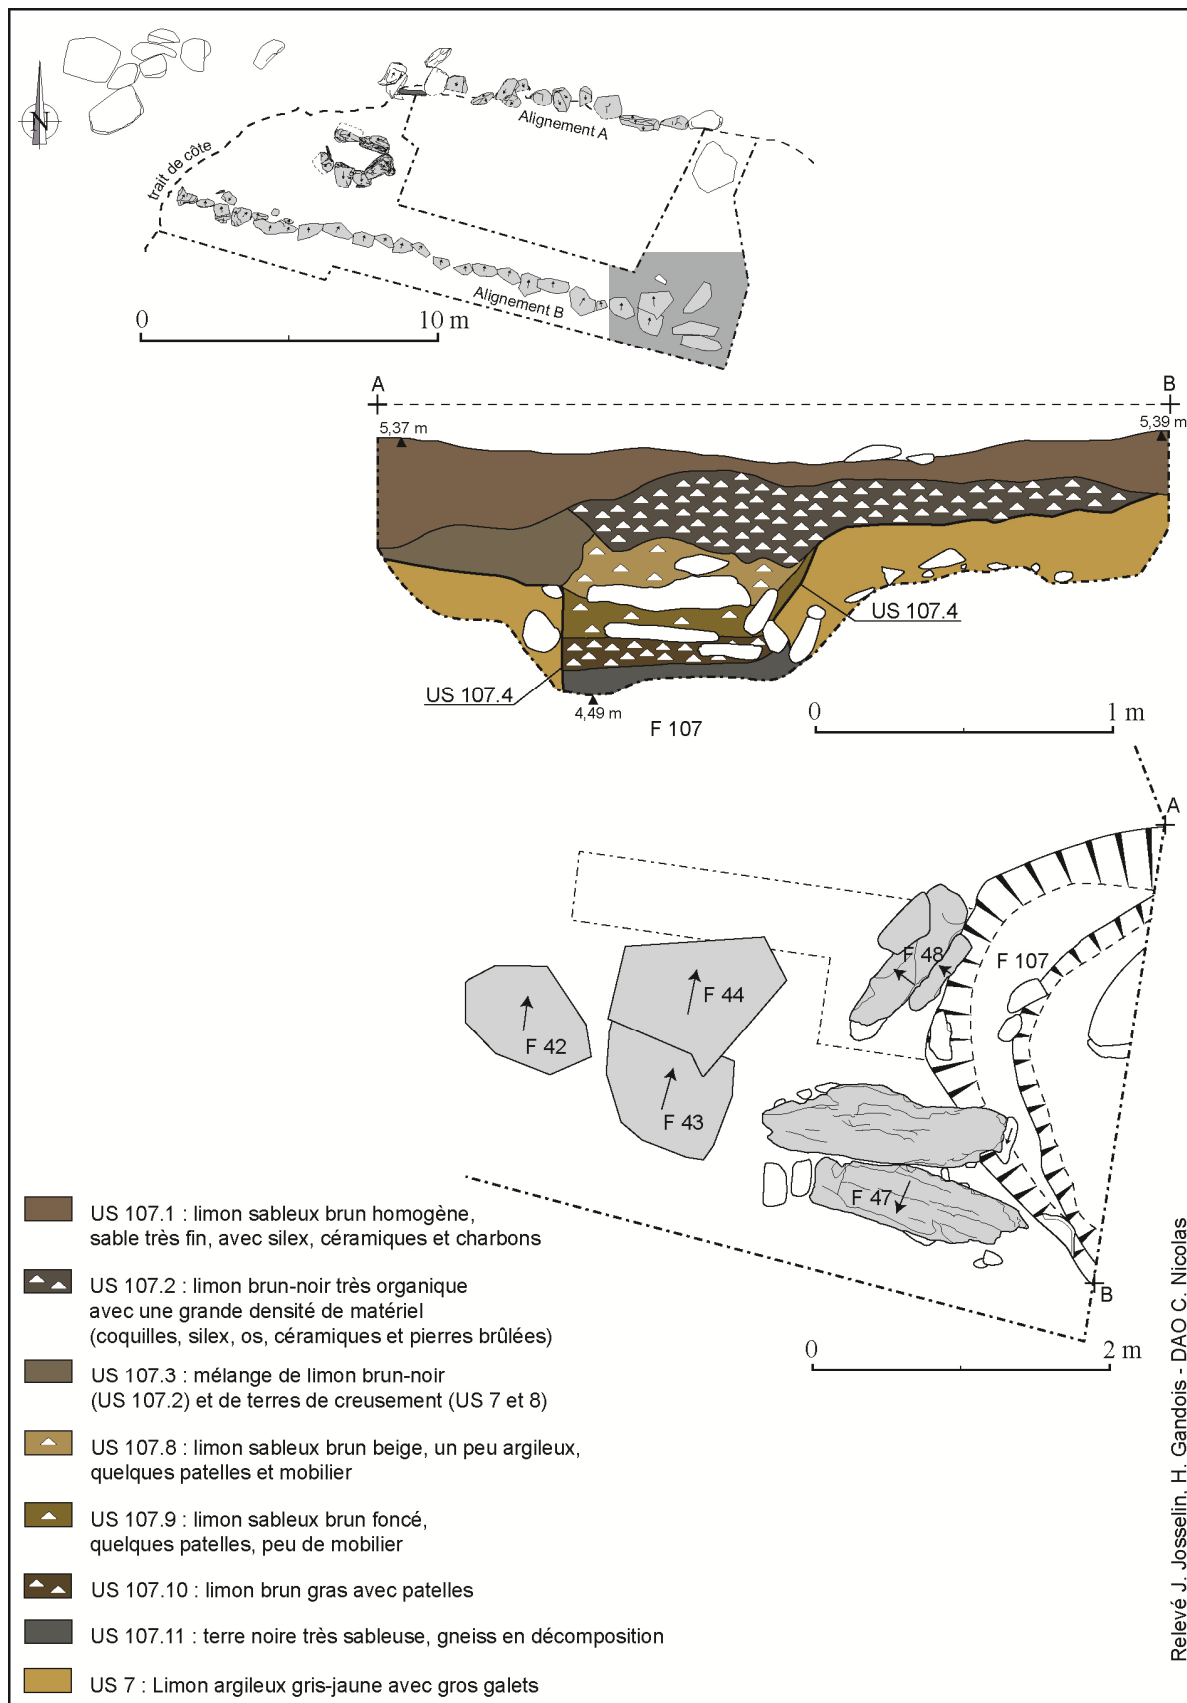 N
trait de côte
Alignement A
Alignement B
0 10 m
A B
5,37 m 5,39 m
US 107.4
US 107.4
4,49 m
F 107
0 1 m
A
F 48
F 107
F 44
F 42
F 43
F 47
B
0 2 m
US 107.1 : limon sableux brun homogène,
sable très fin, avec silex, céramiques et charbons
US 107.2 : limon brun-noir très organique
avec une grande densité de matériel
(coquilles, silex, os, céramiques et pierres brûlées)
US 107.3 : mélange de limon brun-noir
(US 107.2) et de terres de creusement (US 7 et 8)
US 107.8 : limon sableux brun beige, un peu argileux,
quelques patelles et mobilier
US 107.9 : limon sableux brun foncé,
quelques patelles, peu de mobilier
US 107.10 : limon brun gras avec patelles
US 107.11 : terre noire très sableuse, gneiss en décomposition
US 7 : Limon argileux gris-jaune avec gros galets
Relevé J. Josselin, H. Gandois - DAO C. Nicolas